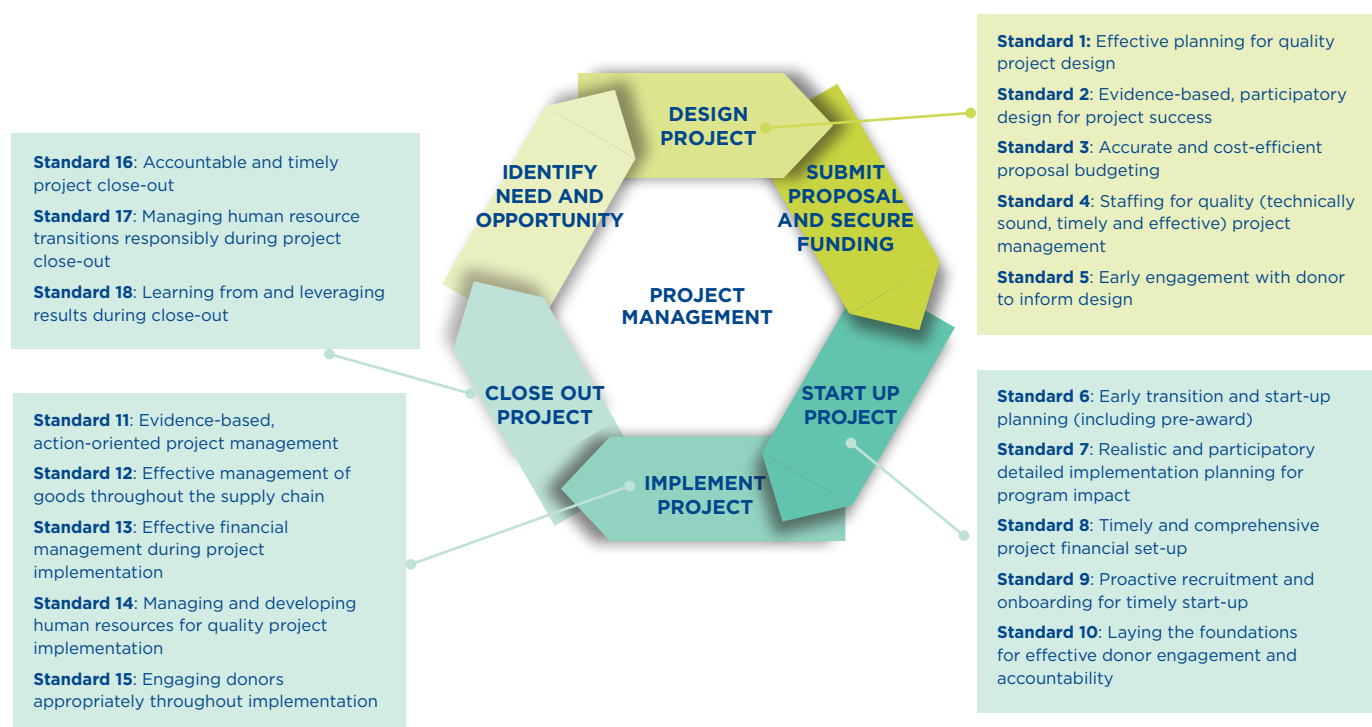 DESIGN
PROJECT
SUBMIT
PROPOSAL
AND SECURE
FUNDING
START UP
PROJECT
IMPLEMENT
PROJECT
CLOSE OUT
PROJECT
IDENTIFY
NEED AND
OPPORTUNITY
PROJECT
MANAGEMENT
Standard 1: Effective planning for quality
project design
Standard 2: Evidence-based, participatory
design for project success
Standard 3: Accurate and cost-efficient
proposal budgeting
Standard 4: Staffing for quality (technically
sound, timely and effective) project
management
Standard 5: Early engagement with donor
to inform design
Standard 6: Early transition and start-up
planning (including pre-award)
Standard 7: Realistic and participatory
detailed implementation planning for
program impact
Standard 8: Timely and comprehensive
project financial set-up
Standard 9: Proactive recruitment and
onboarding for timely start-up
Standard 10: Laying the foundations
for effective donor engagement and
accountability
Standard 11: Evidence-based,
action-oriented project management
Standard 12: Effective management of
goods throughout the supply chain
Standard 13: Effective financial
management during project
implementation
Standard 14: Managing and developing
human resources for quality project
implementation
Standard 15: Engaging donors
appropriately throughout implementation
Standard 16: Accountable and timely
project close-out
Standard 17: Managing human resource
transitions responsibly during project
close-out
Standard 18: Learning from and leveraging
results during close-out